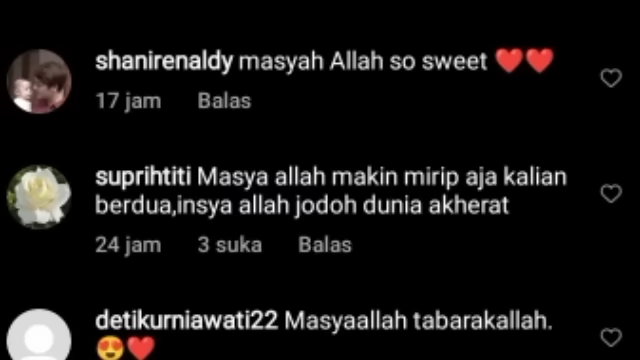 shanirenaldy masyah Allah so sweet ❤️❤️
17 jam Balas
suprihtiti Masya allah makin mirip aja kalian
berdua,insya allah jodoh dunia akherat
24 jam 3 suka Balas
detikurniawati22 Masyaallah tabarakallah.
😍❤️